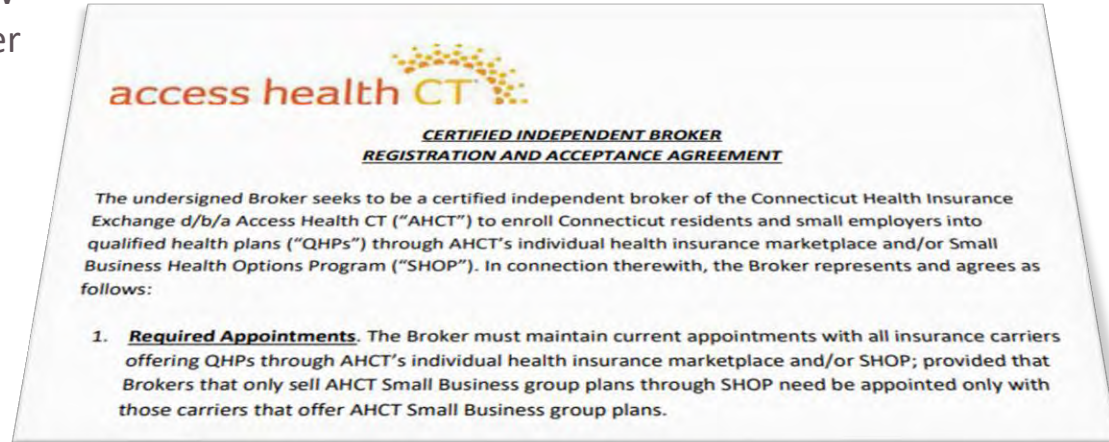 er
access health CT
CERTIFIED INDEPENDENT BROKER
REGISTRATION AND ACCEPTANCE AGREEMENT
The undersigned Broker seeks to be a certified independent broker of the Connecticut Health Insurance
Exchange d/b/a Access Health CT ("AHCT") to enroll Connecticut residents and small employers into
qualified health plans ("QHPs") through AHCT's individual health insurance marketplace and/or Small
Business Health Options Program ("SHOP"). In connection therewith, the Broker represents and agrees as
follows:
1. Required Appointments. The Broker must maintain current appointments with all insurance carriers
offering QHPs through AHCT's individual health insurance marketplace and/or SHOP; provided that
Brokers that only sell AHCT Small Business group plans through SHOP need be appointed only with
those carriers that offer AHCT Small Business group plans.